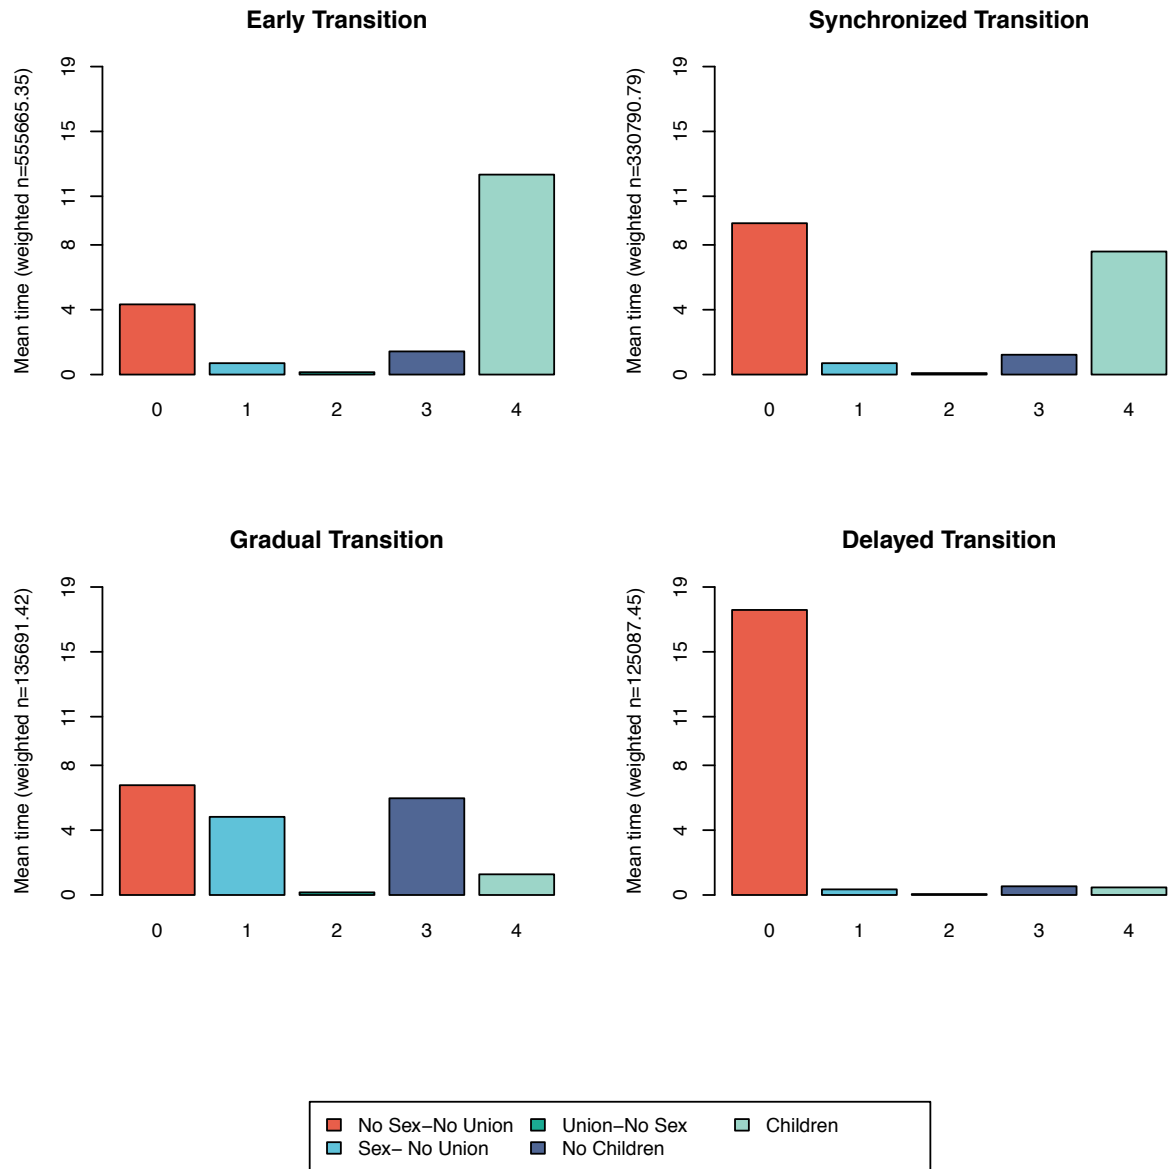 Early Transition
Mean time (weighted n=555665.35)
19
15
11
8
4
0
0 1 2 3 4
Synchronized Transition
Mean time (weighted n=330790.79)
19
15
11
8
4
0
0 1 2 3 4
Gradual Transition
Mean time (weighted n=135691.42)
19
15
11
8
4
0
0 1 2 3 4
Delayed Transition
Mean time (weighted n=125087.45)
19
15
11
8
4
0
0 1 2 3 4
No Sex−No Union Union−No Sex Children
Sex− No Union No Children